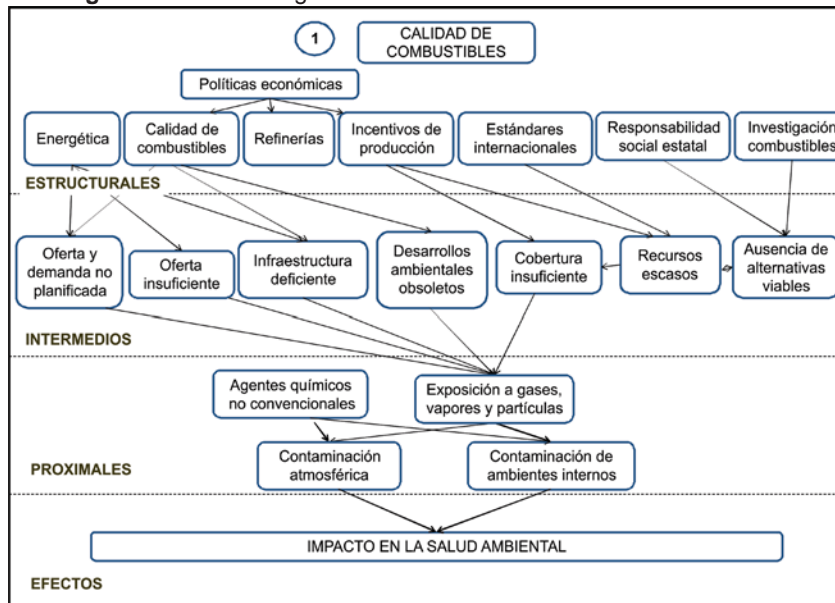 1
CALIDAD DE
COMBUSTIBLES
Políticas económicas
Energética
Calidad de
combustibles
Refinerías
Incentivos de
producción
Estándares
internacionales
Responsabilidad
social estatal
Investigación
combustibles
ESTRUCTURALES
Oferta y
demanda no
planificada
Oferta
insuficiente
Infraestructura
deficiente
Desarrollos
ambientales
obsoletos
Cobertura
insuficiente
Recursos
escasos
Ausencia de
alternativas
viables
INTERMEDIOS
Agentes químicos
no convencionales
Exposición a gases,
vapores y partículas
Contaminación
atmosférica
Contaminación de
ambientes internos
PROXIMALES
IMPACTO EN LA SALUD AMBIENTAL
EFECTOS